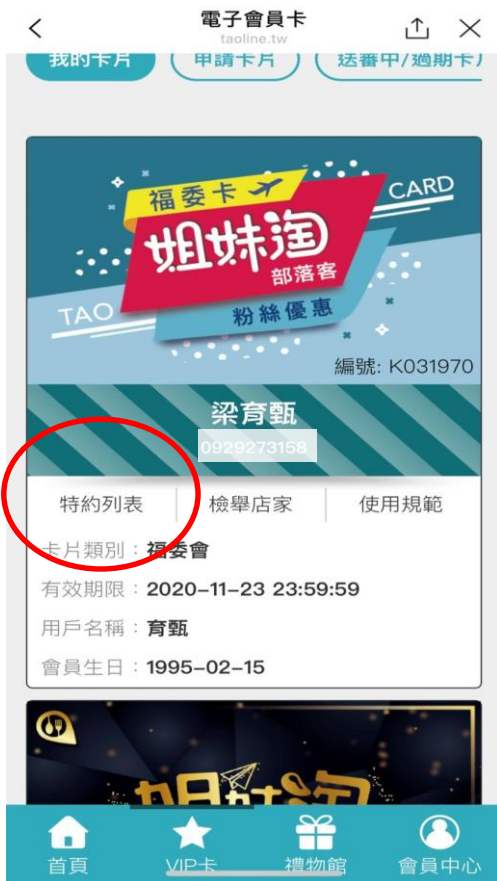 電子會員卡
taoline.tw
我的卡片
申請卡片
送審中/過期卡片
福委卡
CARD
姐妹淘
部落客
TAO
粉絲優惠
編號: K031970
梁育甄
0929273158
特約列表
檢舉店家
使用規範
卡片類別：福委會
有效期限：2020-11-23 23:59:59
用戶名稱：育甄
會員生日：1995-02-15
姐妹淘
首頁
VIP卡
禮物館
會員中心